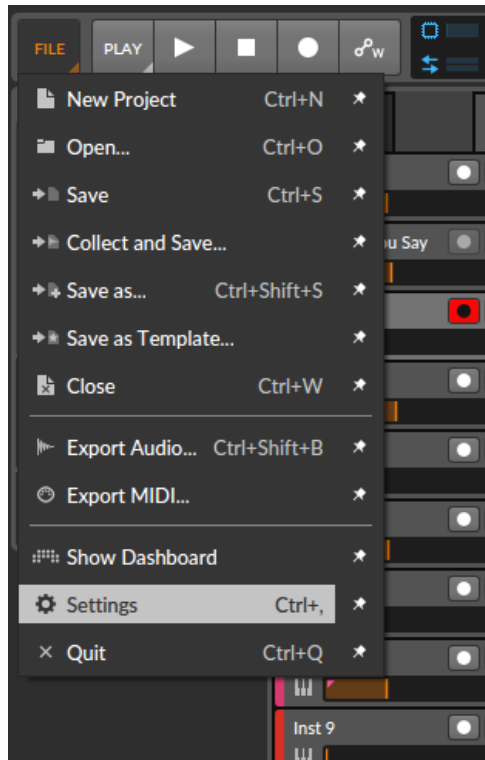 FILE PLAY W
New Project Ctrl+N
Open... Ctrl+O
Save Ctrl+S
Collect and Save...
ou Say
Save as... Ctrl+Shift+S
Save as Template...
Close Ctrl+W
Export Audio... Ctrl+Shift+B
Export MIDI...
Show Dashboard
Settings Ctrl+,
Quit Ctrl+Q
Inst 9